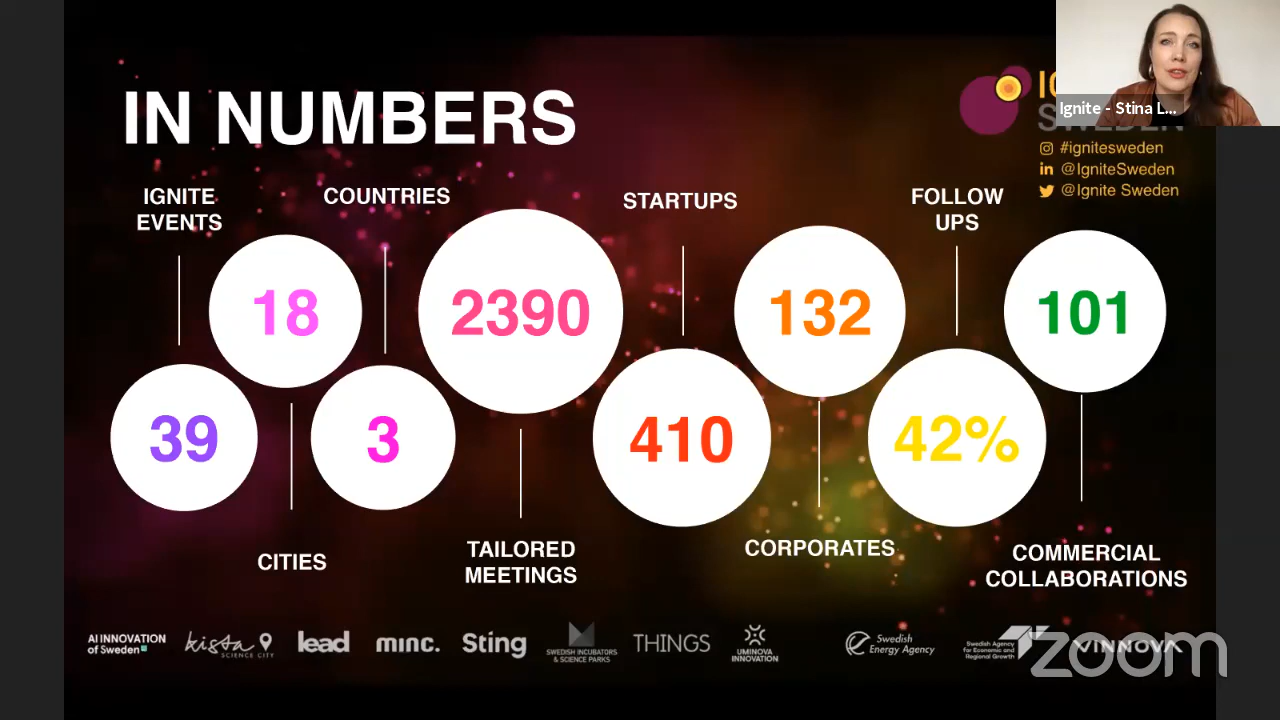 IN NUMBERS
Ignite - Stina L...
#ignitesweden
@IgniteSweden
@Ignite Sweden
IGNITE
EVENTS
COUNTRIES
STARTUPS
FOLLOW
UPS
18
2390
132
101
39
3
410
42%
CITIES
TAILORED
MEETINGS
CORPORATES
COMMERCIAL
COLLABORATIONS
AI INNOVATION
of Sweden
kista
SCIENCE CITY
lead
minc.
Sting
SWEDISH INCUBATORS
& SCIENCE PARKS
THINGS
UMINOVA
INNOVATION
Swedish
Energy Agency
Swedish Agency
for Economic and
Regional Growth
VINNOVA
zoom